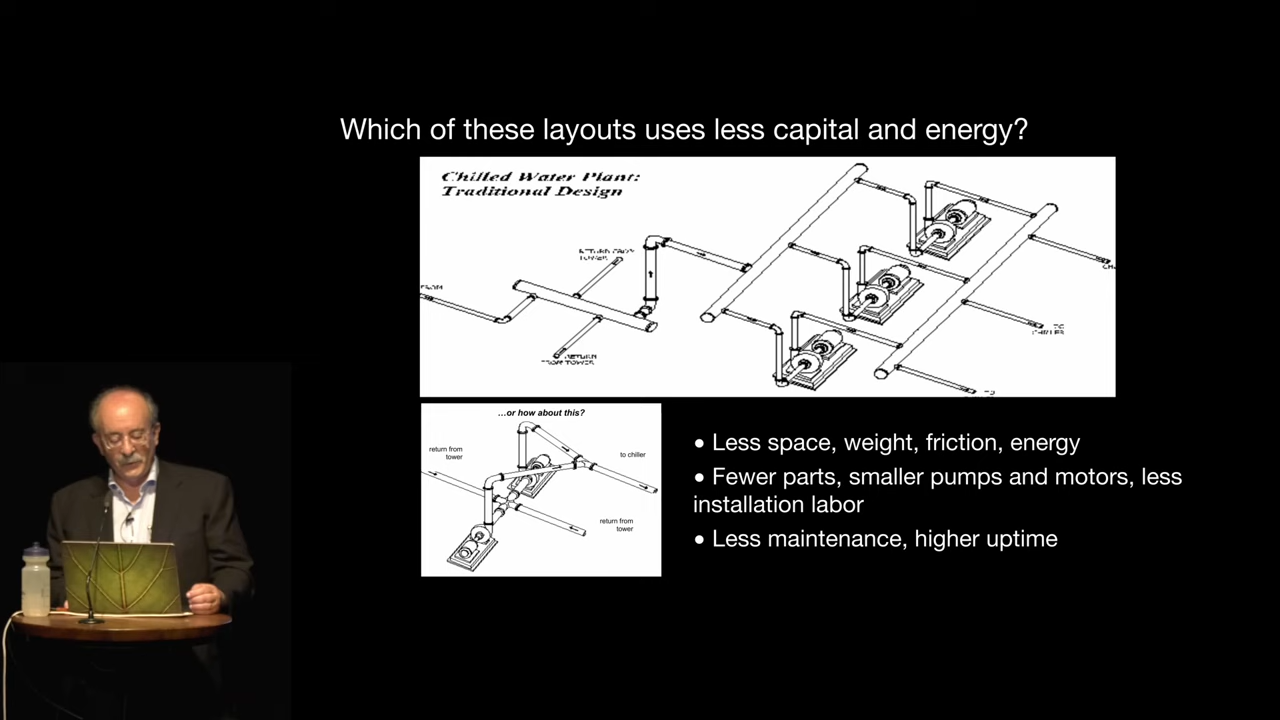 Which of these layouts uses less capital and energy?
Chilled Water Plant:
Traditional Design
RETURN FROM
TOWER
RETURN
FROM TOWER
TO
CHILLER
TO
…or how about this?
return from
tower
to chiller
return from
tower
• Less space, weight, friction, energy
• Fewer parts, smaller pumps and motors, less
installation labor
• Less maintenance, higher uptime